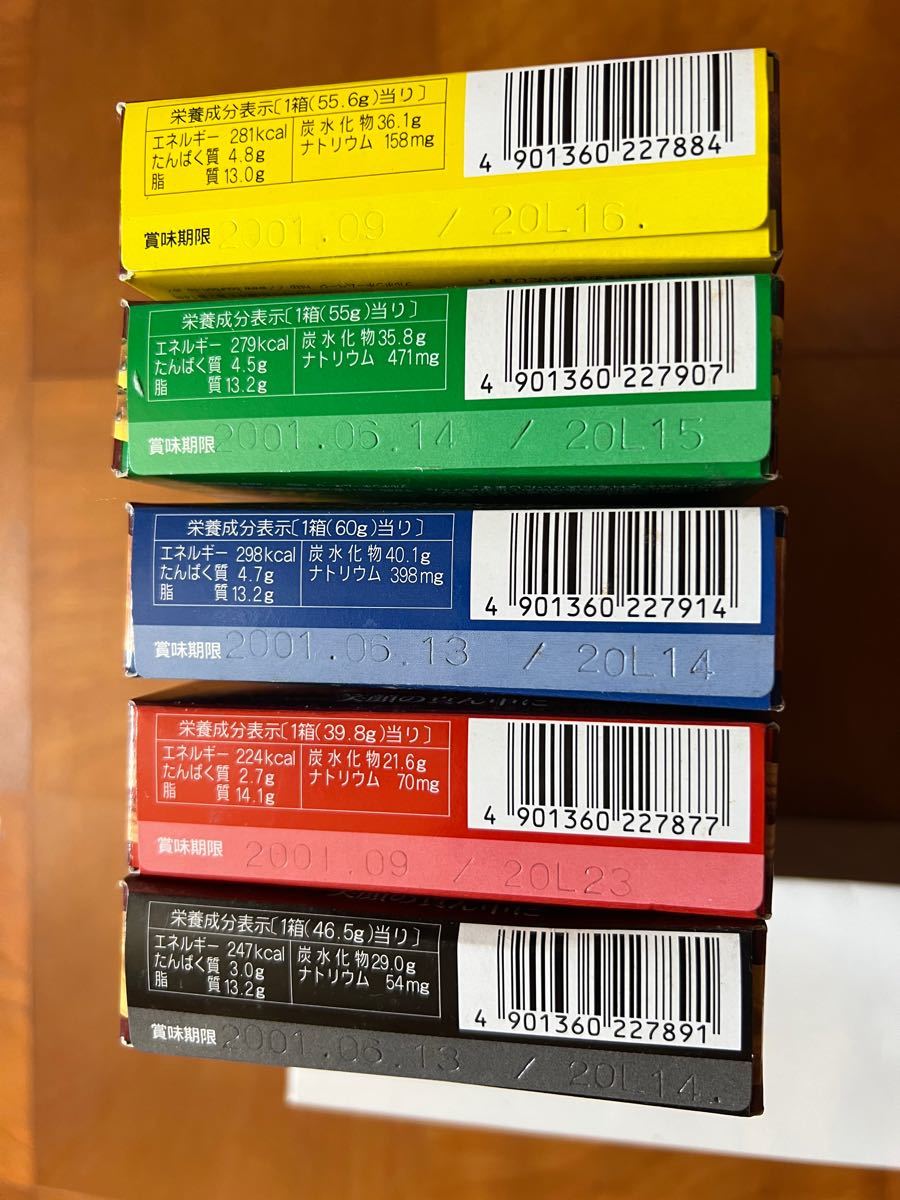 栄養成分表示〔1箱(55.6g)当り〕
エネルギー 281kcal
たんぱく質 4.8g
脂 質 13.0g
炭水化物 36.1g
ナトリウム 158mg
4 901360 227884
賞味期限 2001.09 / 20L16.
栄養成分表示〔1箱(55g)当り〕
エネルギー 279kcal
たんぱく質 4.5g
脂 質 13.2g
炭水化物 35.8g
ナトリウム 471mg
4 901360 227907
賞味期限 2001.06.14 / 20L15
栄養成分表示〔1箱(60g)当り〕
エネルギー 298kcal
たんぱく質 4.7g
脂 質 13.2g
炭水化物 40.1g
ナトリウム 398mg
4 901360 227914
賞味期限 2001.06.13 / 20L14
栄養成分表示〔1箱(39.8g)当り〕
エネルギー 224kcal
たんぱく質 2.7g
脂 質 14.1g
炭水化物 21.6g
ナトリウム 70mg
4 901360 227877
賞味期限 2001.09 / 20L23
栄養成分表示〔1箱(46.5g)当り〕
エネルギー 247kcal
たんぱく質 3.0g
脂 質 13.2g
炭水化物 29.0g
ナトリウム 54mg
4 901360 227891
賞味期限 2001.06.13 / 20L14.